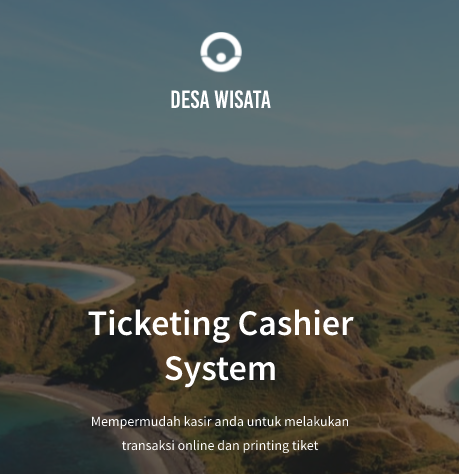 DESA WISATA
Ticketing Cashier
System
Mempermudah kasir anda untuk melakukan
transaksi online dan printing tiket